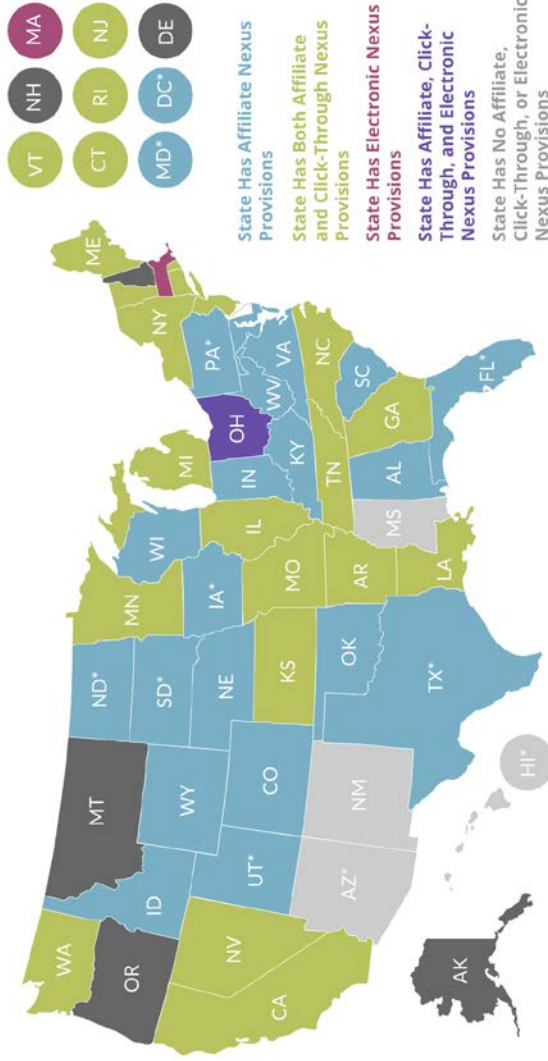 WA
OR
CA
NV
ID
MT
WY
UT*
AZ*
CO
NM
ND*
SD*
NE
KS
OK
TX*
MN
IA*
MO
AR
LA
WI
IL
MS
MI
IN
KY
TN
AL
OH
WV
VA
NC
SC
GA
FL*
PA*
NY
ME
AK
HI*
VT
NH
MA
CT
RI
NJ
MD*
DC*
DE
State Has Affiliate Nexus
Provisions
State Has Both Affiliate
and Click-Through Nexus
Provisions
State Has Electronic Nexus
Provisions
State Has Affiliate, Click-
Through, and Electronic
Nexus Provisions
State Has No Affiliate,
Click-Through, or Electronic
Nexus Provisions